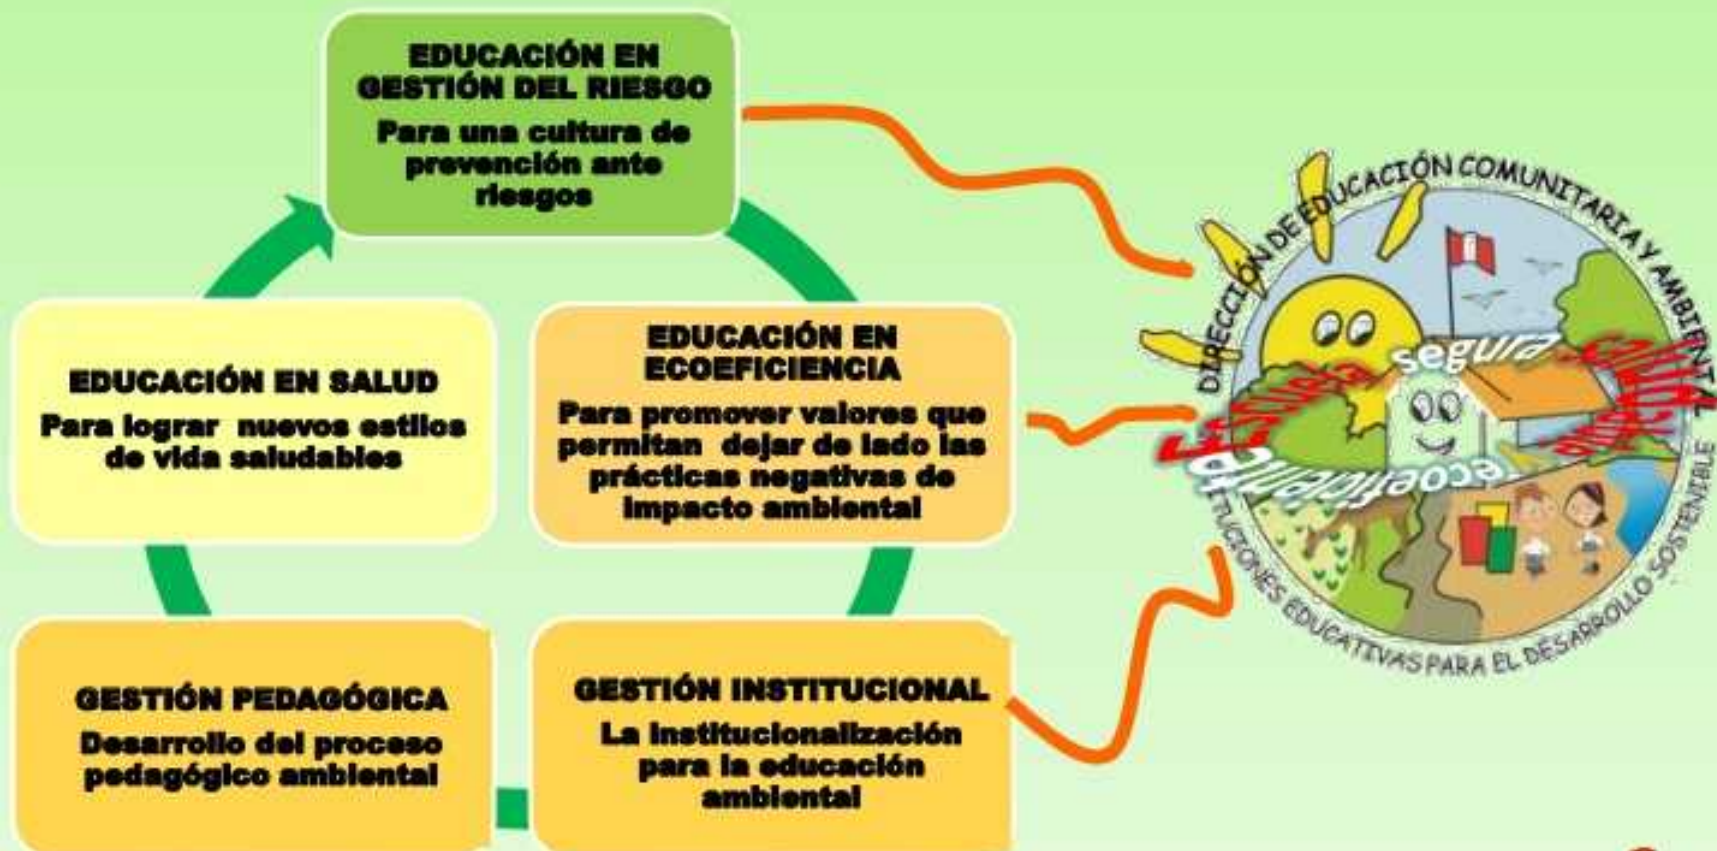 EDUCACIÓN EN
GESTIÓN DEL RIESGO
Para una cultura de
prevención ante
riesgos
EDUCACIÓN EN SALUD
Para lograr nuevos estilos
de vida saludables
EDUCACIÓN EN
ECOEFICIENCIA
Para promover valores que
permitan dejar de lado las
prácticas negativas de
impacto ambiental
GESTIÓN PEDAGÓGICA
Desarrollo del proceso
pedagógico ambiental
GESTIÓN INSTITUCIONAL
La institucionalización
para la educación
ambiental
DIRECCIÓN DE EDUCACIÓN COMUNITARIA Y AMBIENTAL
Escuela segura
ecoeficiente
EDUCATIVAS PARA EL DESARROLLO SOSTENIBLE